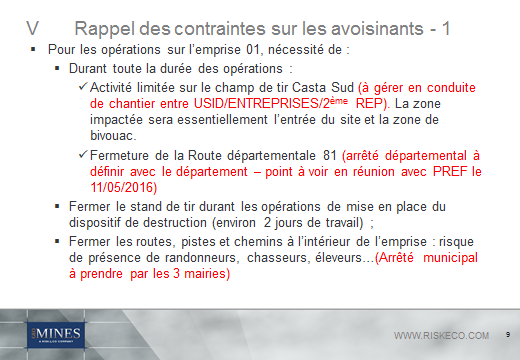 V Rappel des contraintes sur les avoisinants - 1
▪ Pour les opérations sur l'emprise 01, nécessité de :
▪ Durant toute la durée des opérations :
✓Activité limitée sur le champ de tir Casta Sud (à gérer en conduite
de chantier entre USID/ENTREPRISES/2ème REP). La zone
impactée sera essentiellement l'entrée du site et la zone de
bivouac.
✓Fermeture de la Route départementale 81 (arrêté départemental à
définir avec le département – point à voir en réunion avec PREF le
11/05/2016)
▪ Fermer le stand de tir durant les opérations de mise en place du
dispositif de destruction (environ 2 jours de travail) ;
▪ Fermer les routes, pistes et chemins à l'intérieur de l'emprise : risque
de présence de randonneurs, chasseurs, éleveurs…(Arrêté municipal
à prendre par les 3 mairies)
MINES
WWW.RISKECO.COM
9